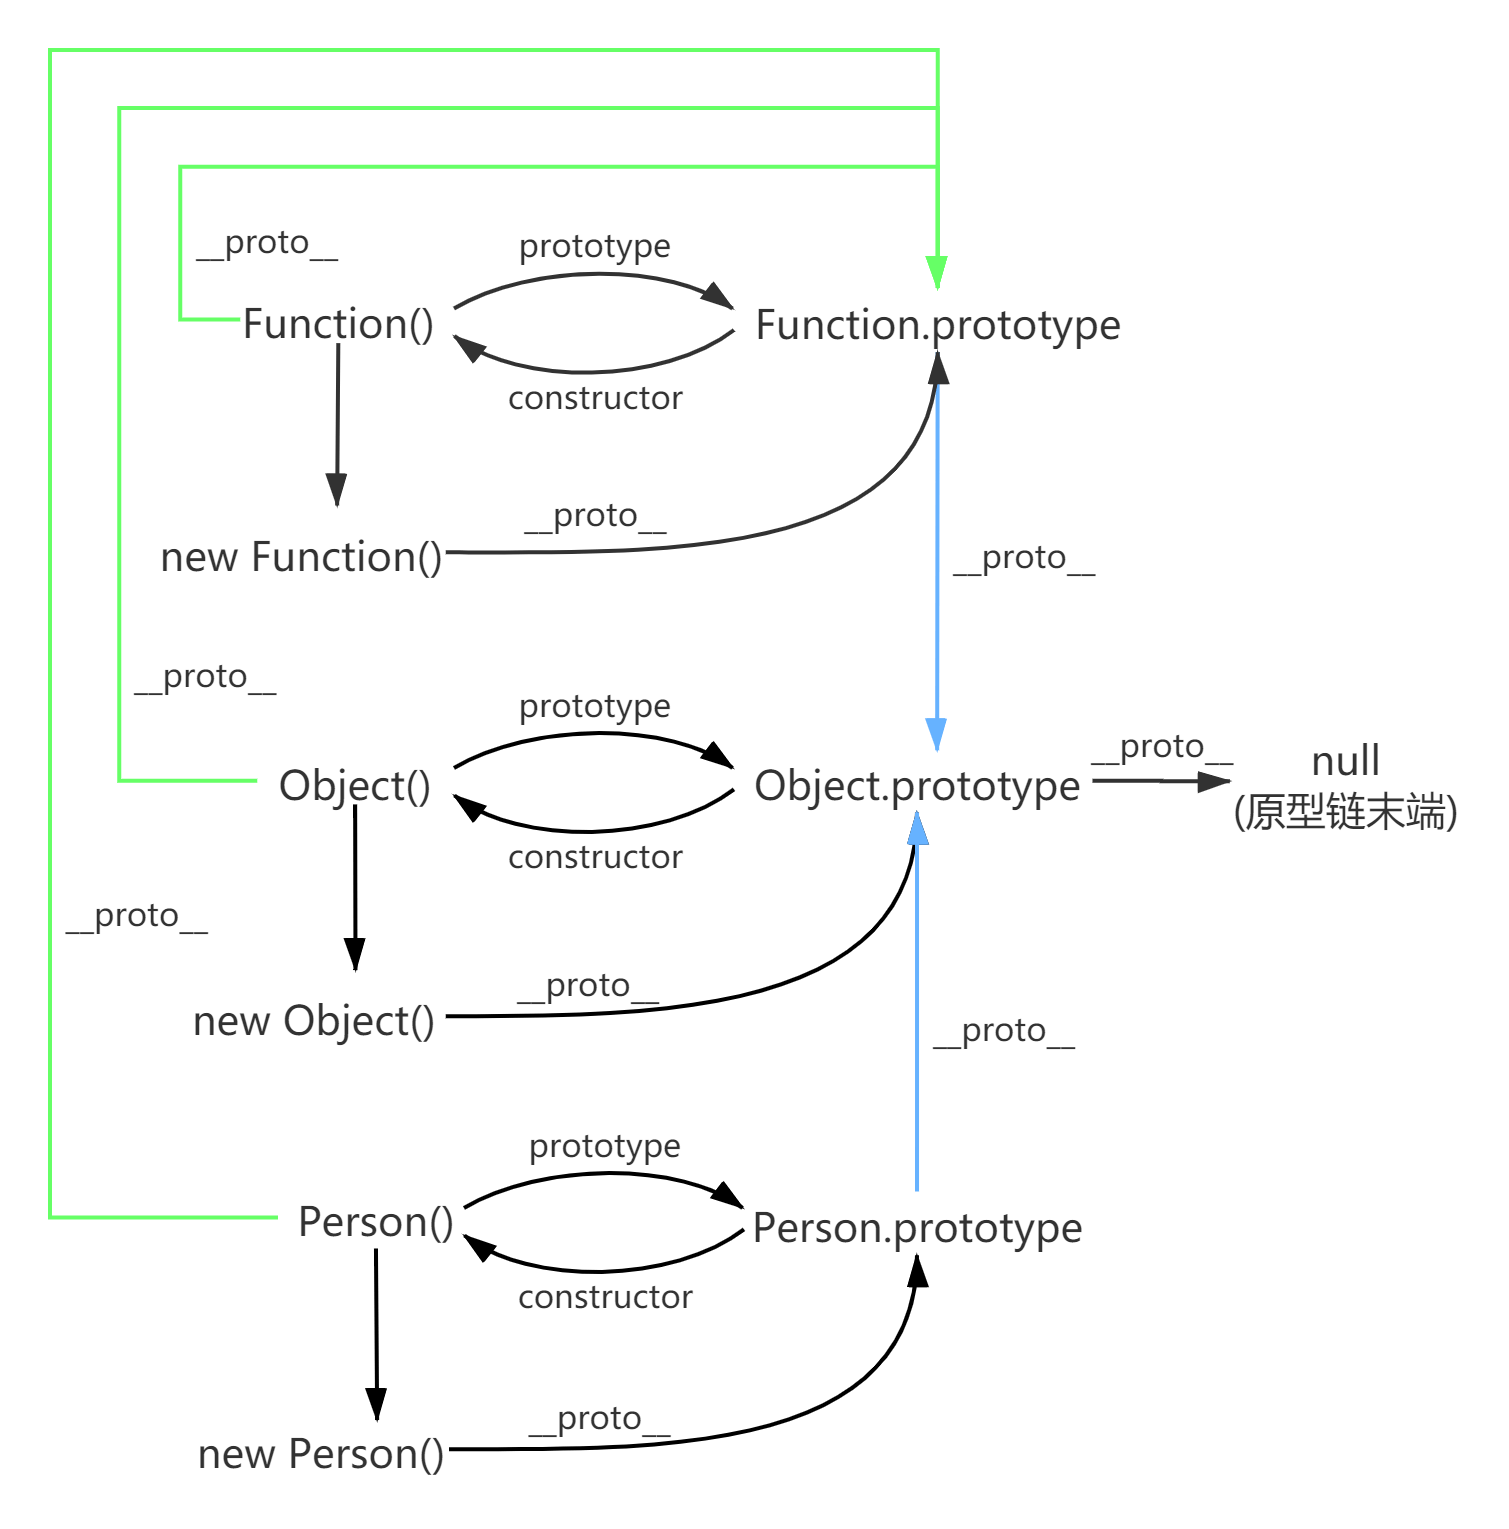 __proto__
prototype
Function()
Function.prototype
constructor
__proto__
new Function()
__proto__
__proto__
prototype
Object()
Object.prototype
__proto__
null
(原型链末端)
constructor
__proto__
__proto__
new Object()
__proto__
prototype
Person()
Person.prototype
constructor
__proto__
new Person()